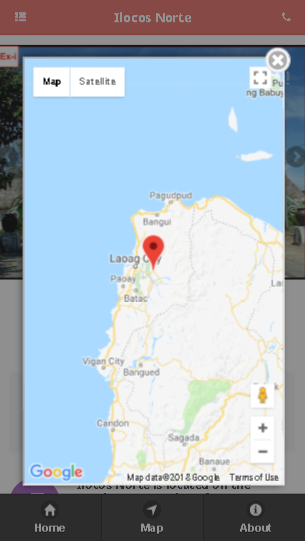 Ilocos Norte
Ex-i
Map Satellite
Pu
ng Babuy
Pagudpud
Bangui
Laoag City
Paoay
Batac
Vigan City
Bangued
Candon
Sagada
Banaue
Google
Map data©2018 Google Terms of Use
Ilocos Norte is located on the
Home Map About